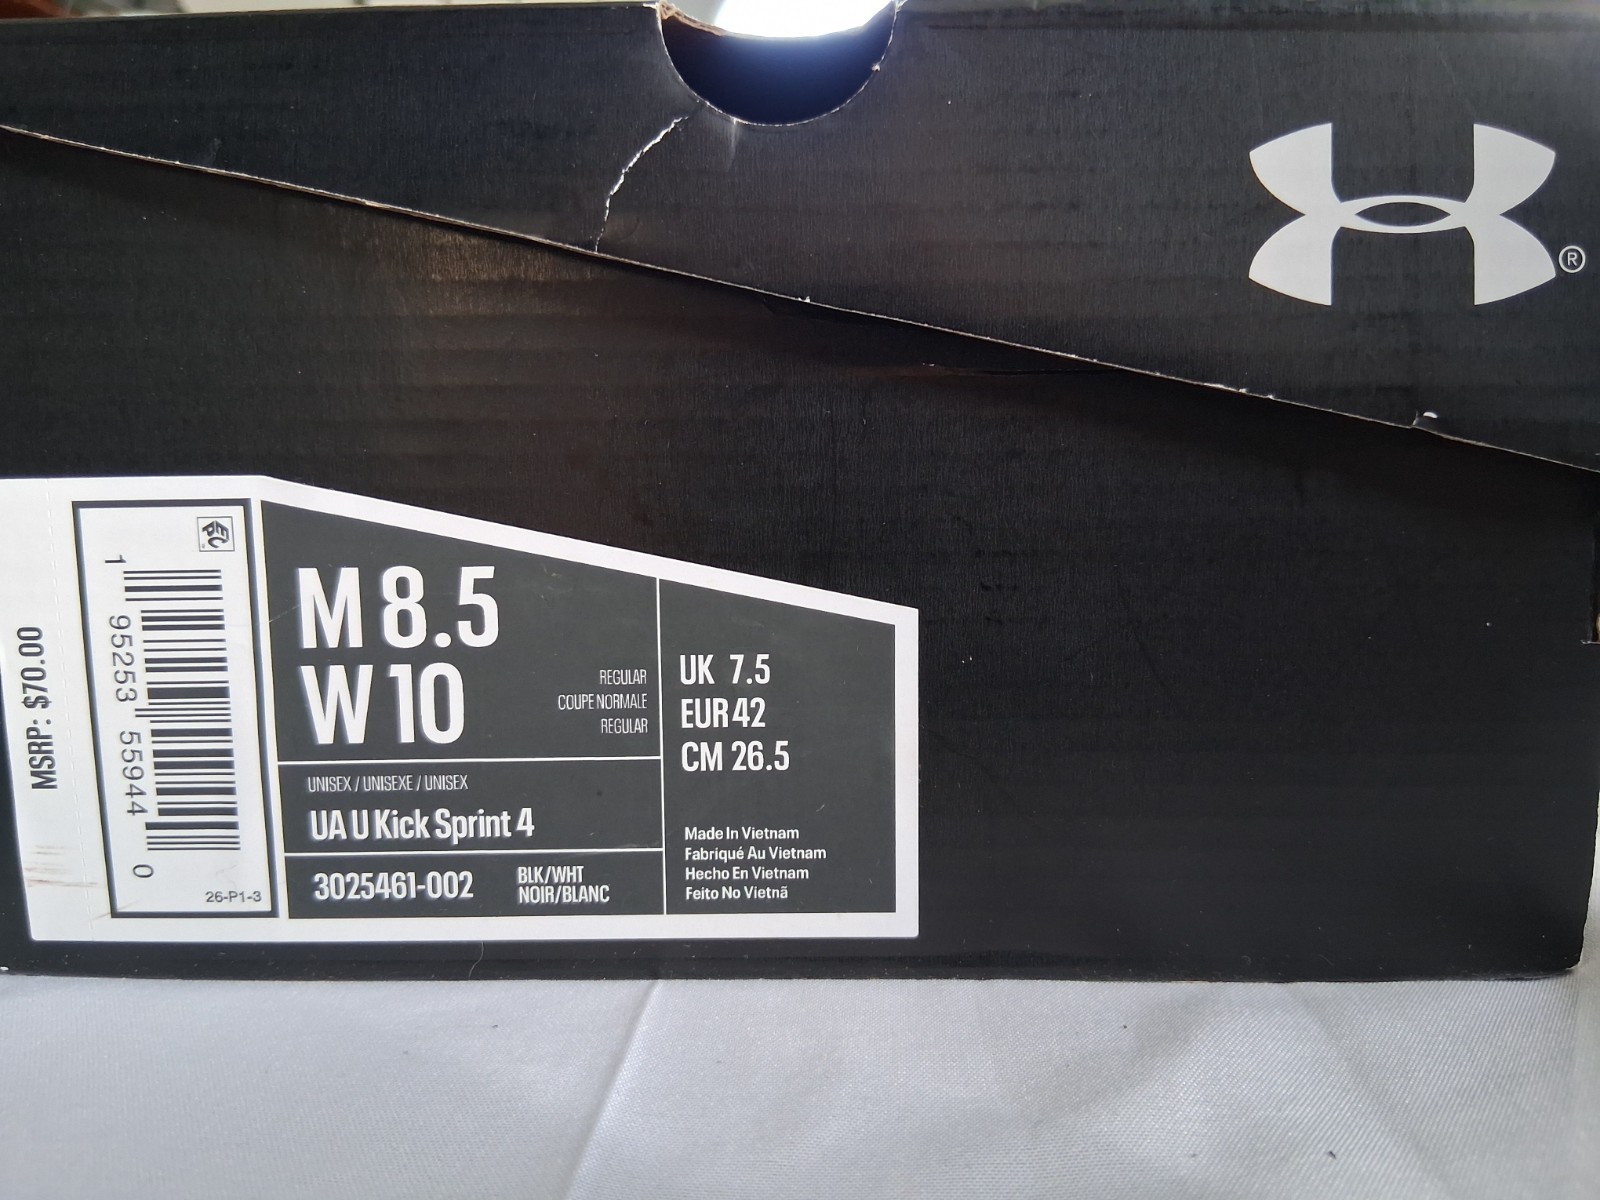 ®
MSRP: $70.00
EPC
1 95253 55944 0
26-P1-3
M 8.5
W 10
REGULAR
COUPE NORMALE
REGULAR
UNISEX / UNISEXE / UNISEX
UA U Kick Sprint 4
3025461-002
BLK/WHT
NOIR/BLANC
UK 7.5
EUR 42
CM 26.5
Made In Vietnam
Fabriqué Au Vietnam
Hecho En Vietnam
Feito No Vietnã